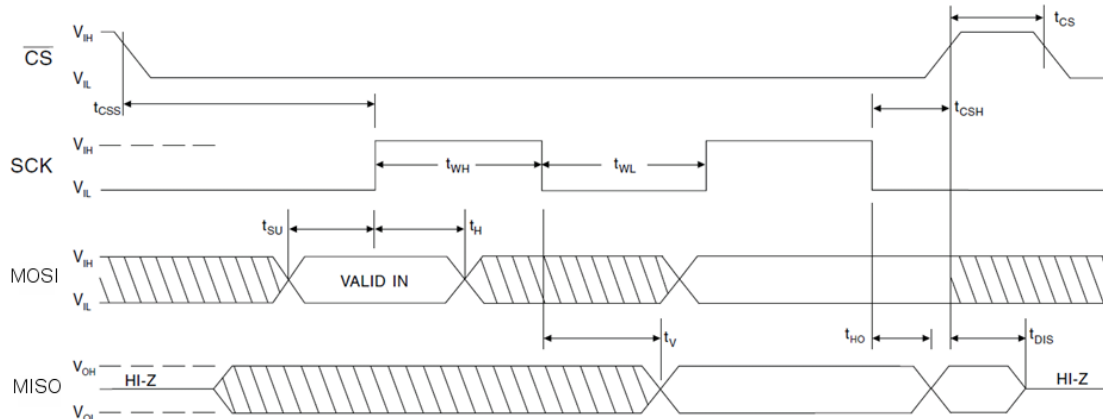 V_IH
CS
V_IL
t_CS
t_CSS
t_CSH
V_IH
SCK
V_IL
t_WH
t_WL
t_SU
t_H
V_IH
MOSI
V_IL
VALID IN
t_V
t_HO
t_DIS
V_OH
MISO
HI-Z
HI-Z
V_OL